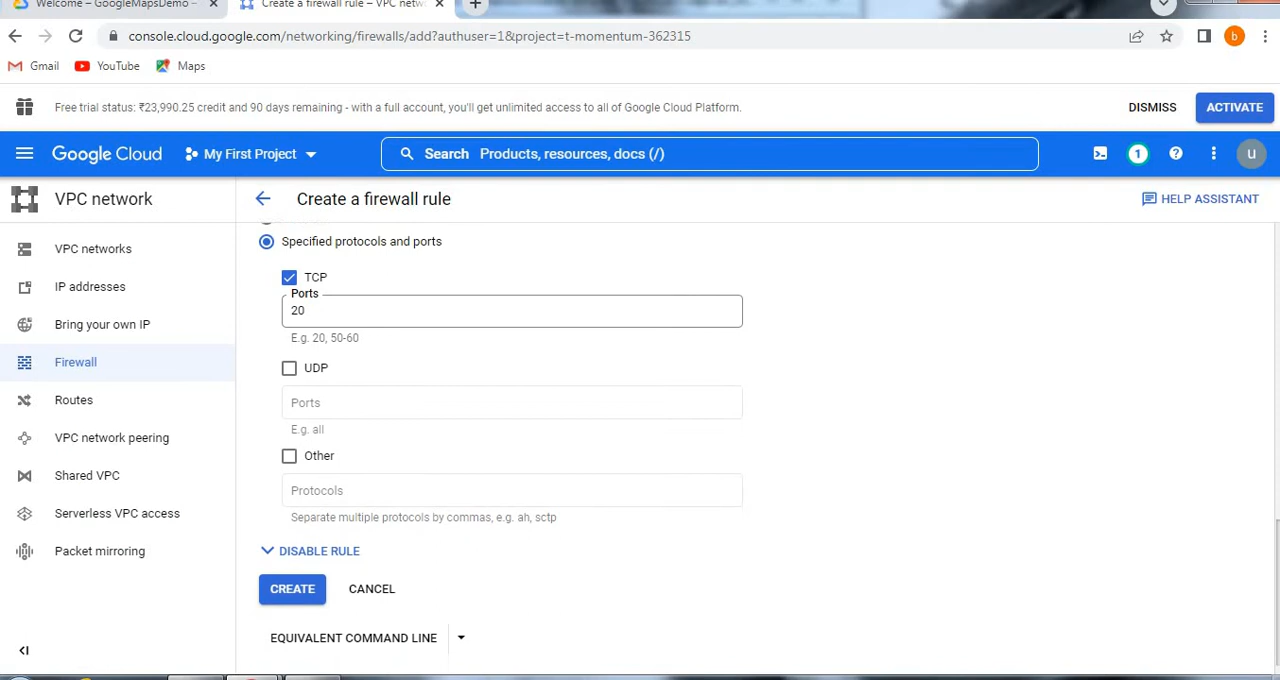 Welcome – GoogleMapsDemo –
Create a firewall rule – VPC netw
console.cloud.google.com/networking/firewalls/add?authuser=1&project=t-momentum-362315
b
Gmail
YouTube
Maps
Free trial status: ₹23,990.25 credit and 90 days remaining - with a full account, you'll get unlimited access to all of Google Cloud Platform.
DISMISS
ACTIVATE
Google Cloud
My First Project
Search Products, resources, docs (/)
1
u
VPC network
Create a firewall rule
HELP ASSISTANT
VPC networks
IP addresses
Bring your own IP
Firewall
Routes
VPC network peering
Shared VPC
Serverless VPC access
Packet mirroring
Specified protocols and ports
TCP
Ports
20
E.g. 20, 50-60
UDP
Ports
E.g. all
Other
Protocols
Separate multiple protocols by commas, e.g. ah, sctp
DISABLE RULE
CREATE
CANCEL
EQUIVALENT COMMAND LINE